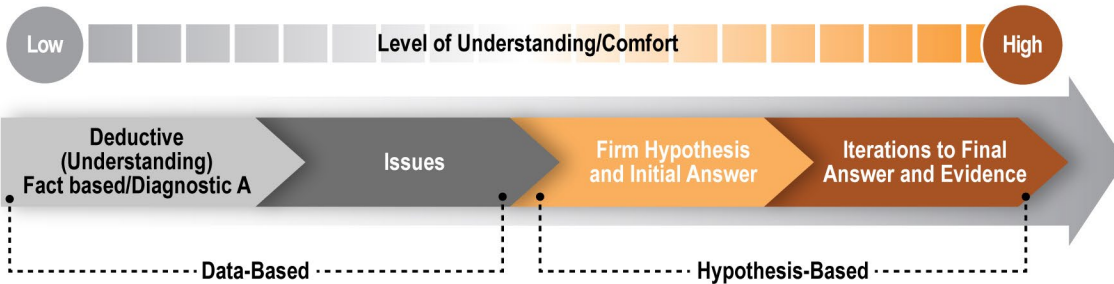 Low
Level of Understanding/Comfort
High
Deductive
(Understanding)
Fact based/Diagnostic A
Issues
Firm Hypothesis
and Initial Answer
Iterations to Final
Answer and Evidence
Data-Based
Hypothesis-Based